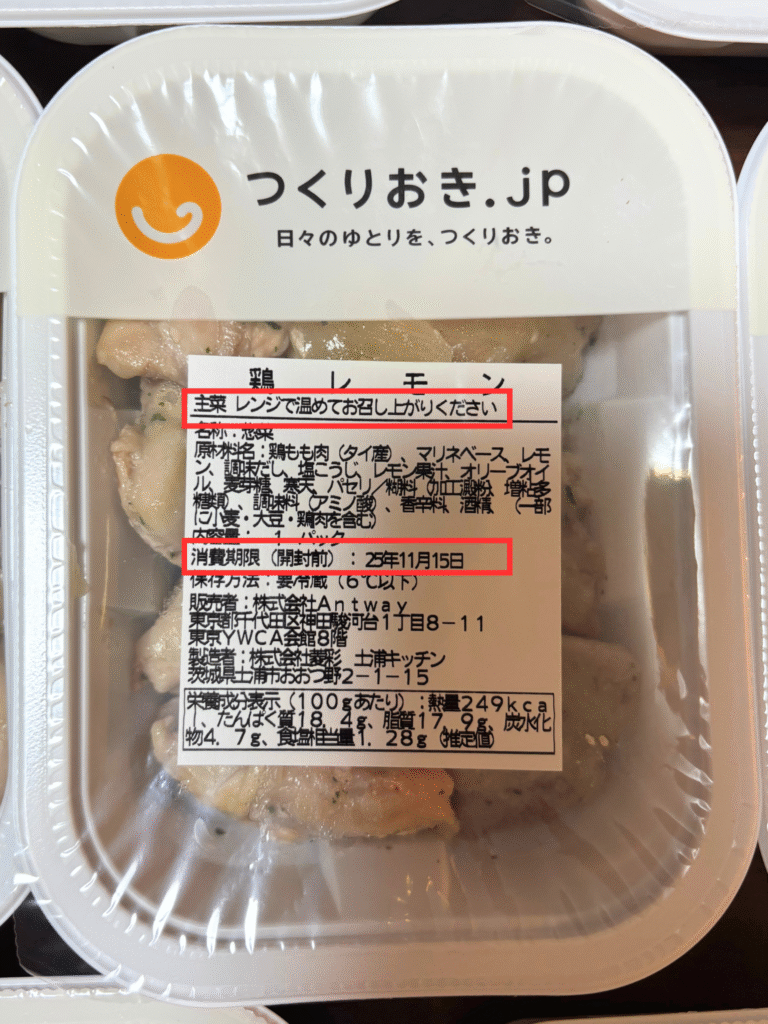 つくりおき.jp
日々のゆとりを、つくりおき。
鶏 レモン
主菜 レンジで温めてお召し上がりください
名称：惣菜
原材料名：鶏もも肉（タイ産）、マリネベース、レモ
ン、調味だし、塩こうじ、レモン果汁、オリーブオイ
ル、麦芽糖、寒天、パセリ／糊料（加工澱粉、増粘多
糖類）、調味料（アミノ酸）、香辛料、酒精、（一部
に小麦・大豆・鶏肉を含む）
内容量：１パック
消費期限（開封前）：25年11月15日
保存方法：要冷蔵（６℃以下）
販売者：株式会社Ａｎｔｗａｙ
東京都千代田区神田駿河台１丁目８－１１
東京YWCA会館８階
製造者：株式会社菱彩 土浦キッチン
茨城県土浦市おおつ野２－１－１５
栄養成分表示（１００ｇあたり）：熱量２４９ｋｃａ
ｌ、たんぱく質１８．４ｇ、脂質１７．９ｇ、炭水化
物４．７ｇ、食塩相当量１．２８ｇ（推定値）